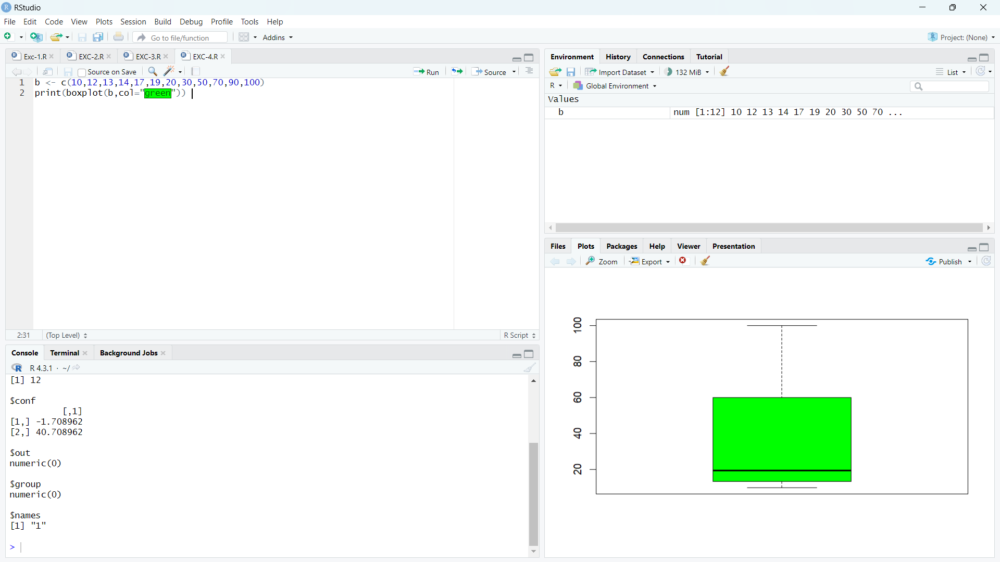 RStudio
File Edit Code View Plots Session Build Debug Profile Tools Help
Go to file/function Addins Project: (None)
Exc-1.R EXC-2.R EXC-3.R EXC-4.R
Source on Save Run Source
1 b <- c(10,12,13,14,17,19,20,30,50,70,90,100)
2 print(boxplot(b,col="green"))
2:31 (Top Level) R Script
Console Terminal Background Jobs
R 4.3.1 · ~/
[1] 12
$conf
[,1]
[1,] -1.708962
[2,] 40.708962
$out
numeric(0)
$group
numeric(0)
$names
[1] "1"
>
Environment History Connections Tutorial
Import Dataset 132 MiB List
R Global Environment
Values
b num [1:12] 10 12 13 14 17 19 20 30 50 70 ...
Files Plots Packages Help Viewer Presentation
Zoom Export Publish
100
80
60
40
20